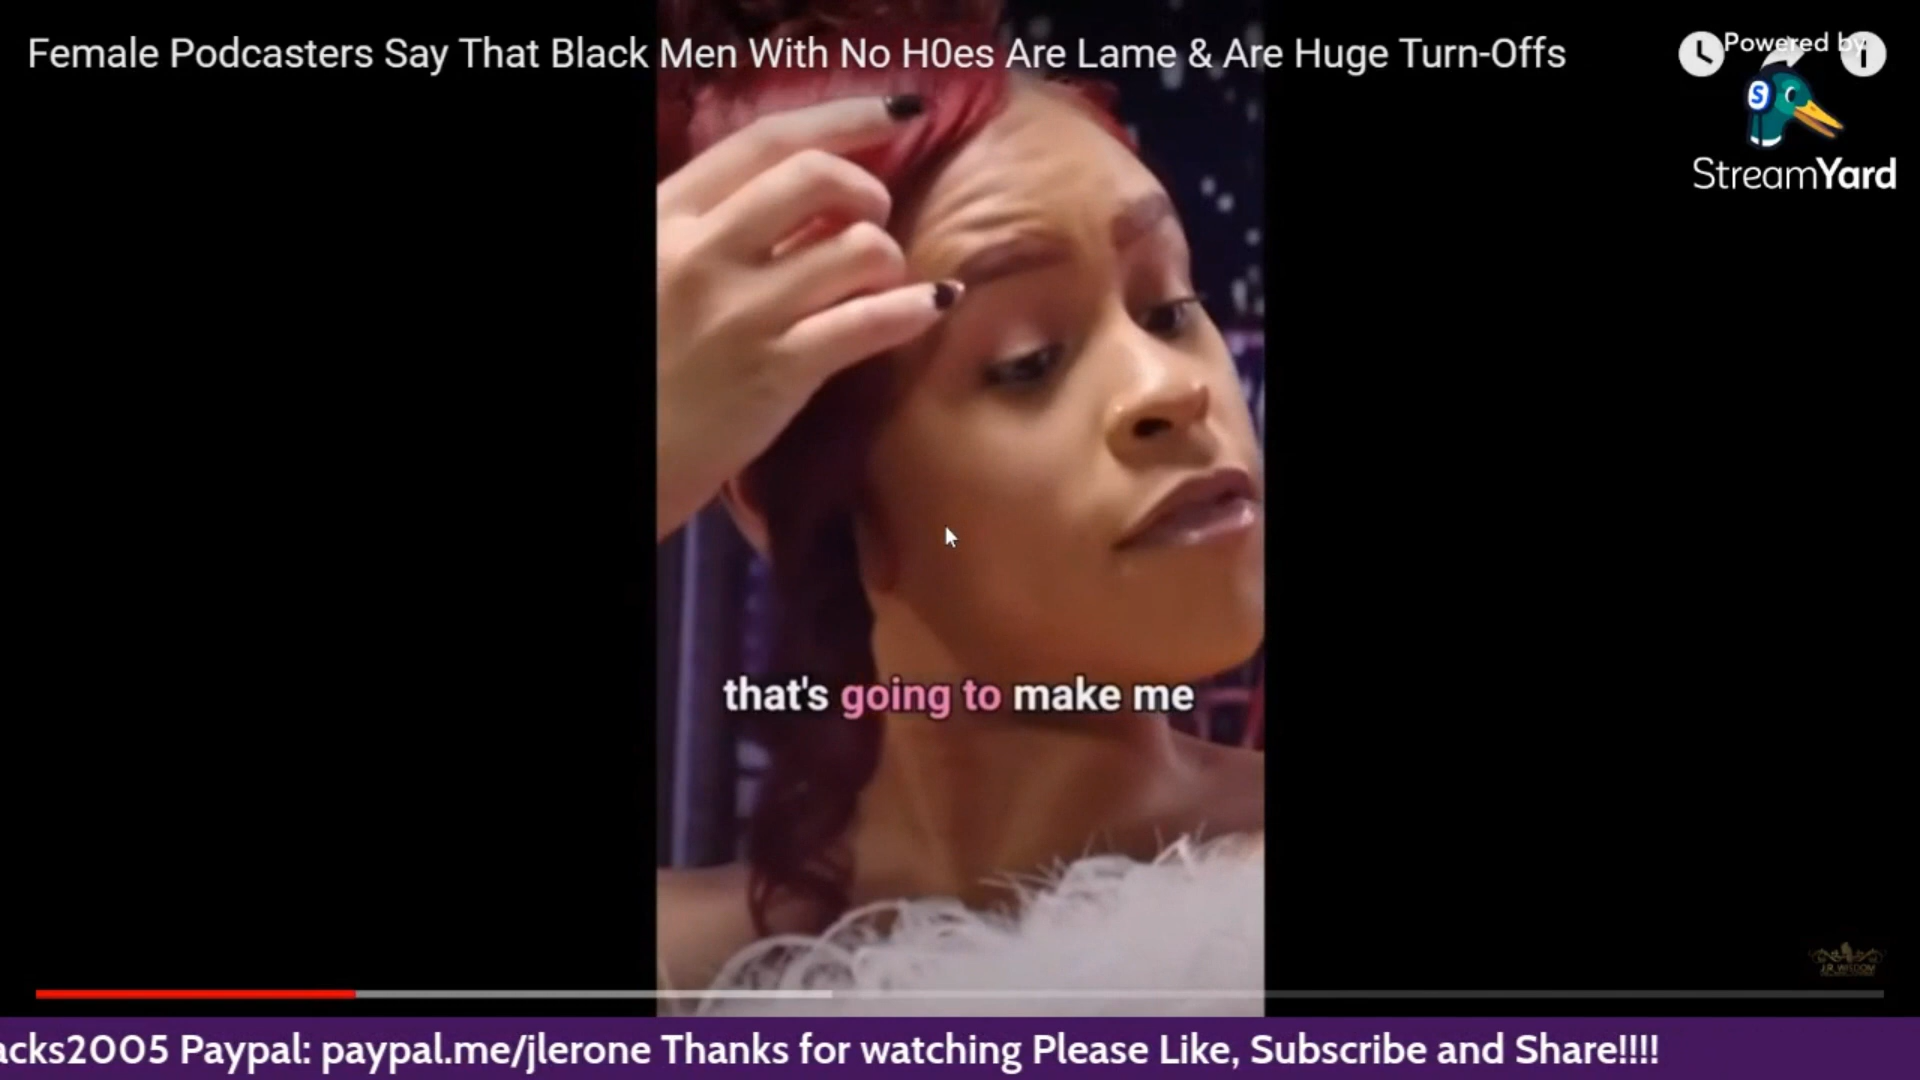 Female Podcasters Say That Black Men With No H0es Are Lame & Are Huge Turn-Offs
Powered by
S
StreamYard
that's going to make me
J.R. WISDOM
acks2005 Paypal: paypal.me/jlerone Thanks for watching Please Like, Subscribe and Share!!!!